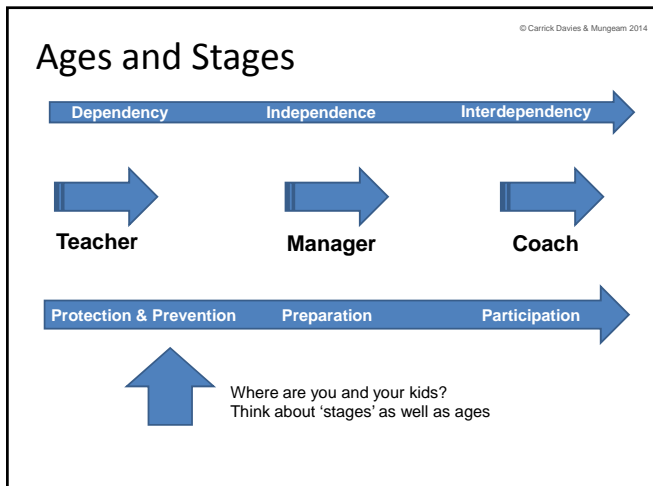 © Carrick Davies & Mungeam 2014
Ages and Stages
Dependency Independence Interdependency
Teacher Manager Coach
Protection & Prevention Preparation Participation
Where are you and your kids?
Think about ‘stages’ as well as ages